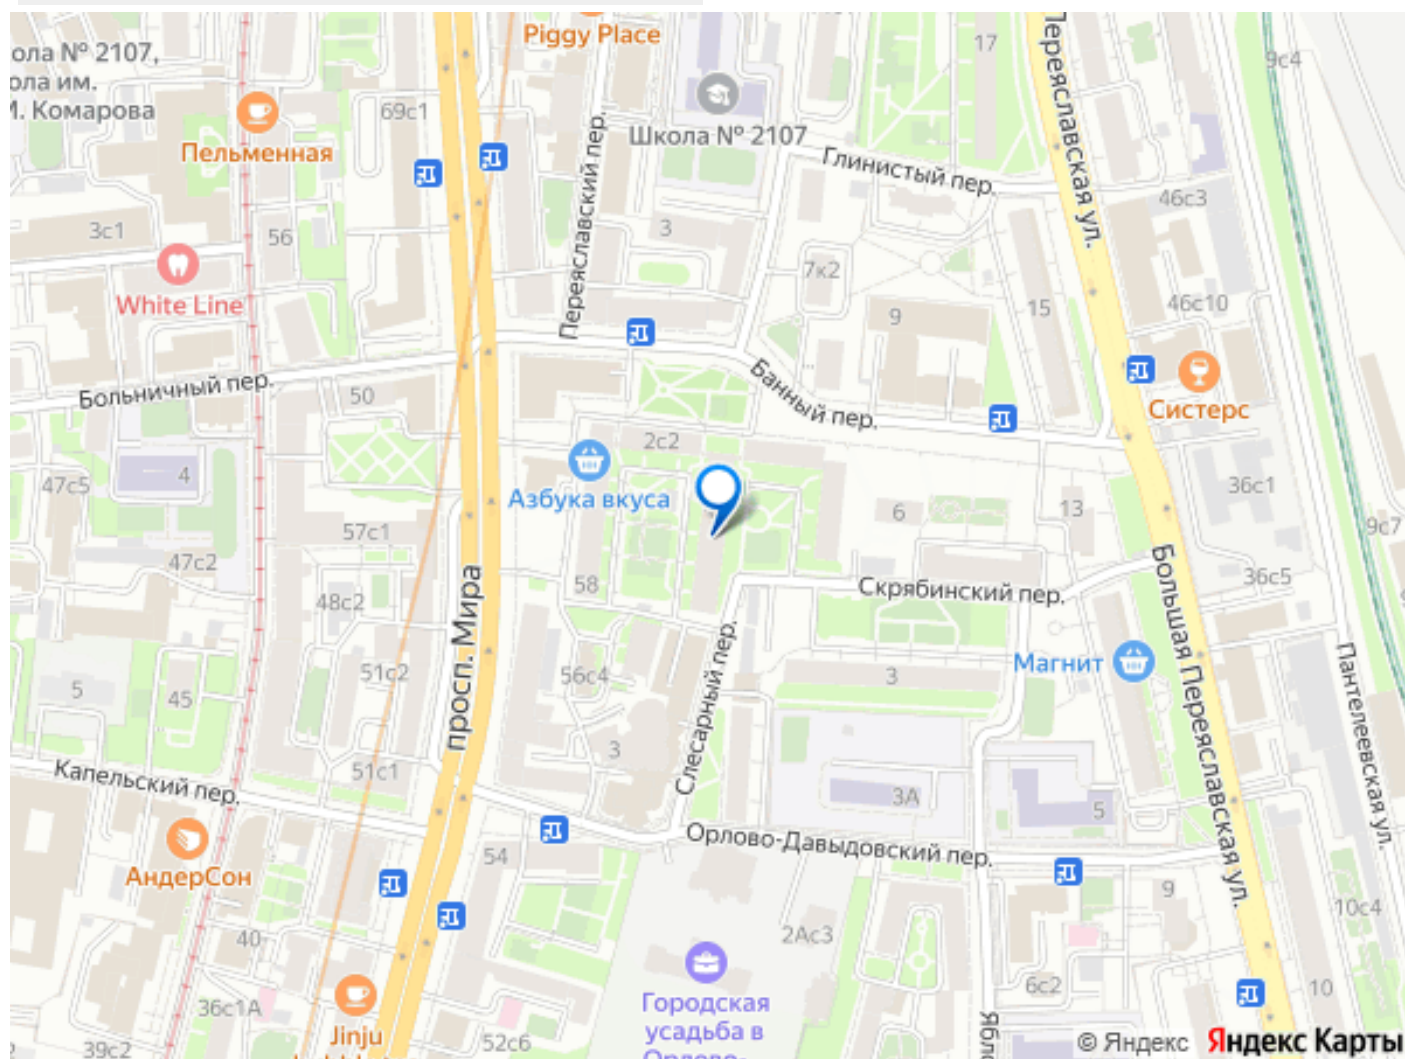 Piggy Place
17
9с4
ола № 2107,
ола им.
И. Комарова
69с1
Школа № 2107
Переяславская ул.
Пельменная
Переяславский пер.
Глинистый пер.
46с3
3с1
56
3
7к2
White Line
9
15
46с10
Больничный пер.
50
Банный пер.
Систерс
2с2
47с5
4
Азбука вкуса
6
13
36с1
57с1
9с7
47с2
58
Скрябинский пер.
36с5
48с2
просп. Мира
Большая Переяславская ул.
51с2
56с4
Слесарный пер.
3
Магнит
Пантелеевская ул.
5
45
3
51с1
Капельский пер.
3А
5
54
Орлово-Давыдовский пер.
АндерСон
9
10с4
40
2Ас3
6с2
10
36с1А
Городская
усадьба в
Орлово-
Jinju
39с2
52с6
Ябло
© Яндекс Яндекс Карты